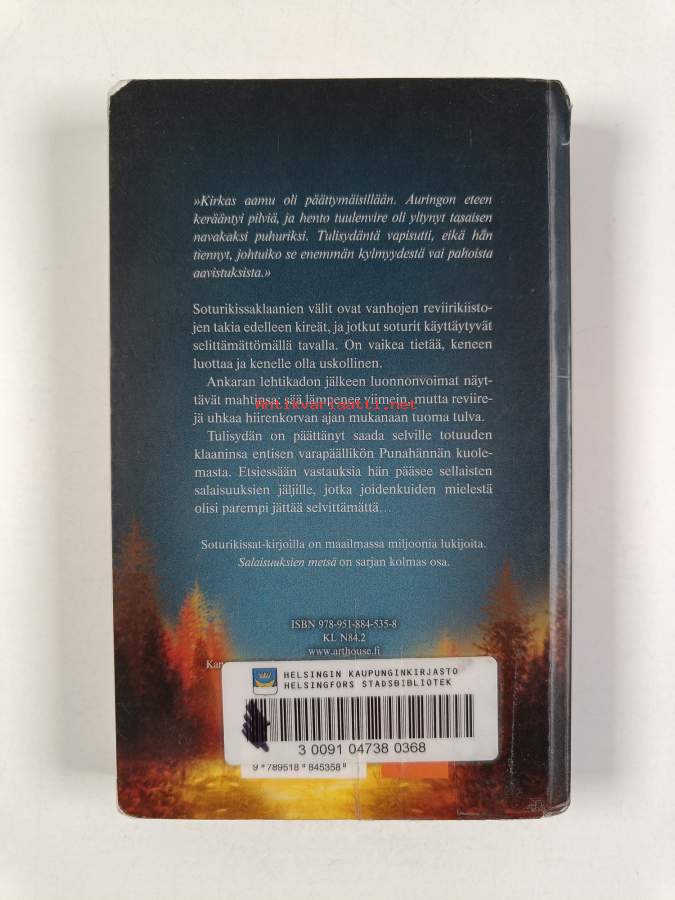 »Kirkas aamu oli päättymäisillään. Auringon eteen
kerääntyi pilviä, ja hento tuulenvire oli yltynyt tasaisen
navakaksi puhuriksi. Tulisydäntä vapisutti, eikä hän
tiennyt, johtuiko se enemmän kylmyydestä vai pahoista
aavistuksista.»
Soturikissaklaanien välit ovat vanhojen reviirikiisto-
jen takia edelleen kireät, ja jotkut soturit käyttäytyvät
selittämättömällä tavalla. On vaikea tietää, keneen
luottaa ja kenelle olla uskollinen.
Ankaran lehtikadon jälkeen luonnonvoimat näyt-
tävät mahtinsa: sää lämpenee viimein, mutta reviire-
Antikvariaatti.net
jä uhkaa hiirenkorvan ajan mukanaan tuoma tulva.
Tulisydän on päättänyt saada selville totuuden
klaaninsa entisen varapäällikön Punahännän kuole-
masta. Etsiessään vastauksia hän pääsee sellaisten
salaisuuksien jäljille, jotka joidenkuiden mielestä
olisi parempi jättää selvittämättä...
Soturikissat-kirjoilla on maailmassa miljoonia lukijoita.
Salaisuuksien metsä on sarjan kolmas osa.
ISBN 978-951-884-535-8
KL N84.2
www.arthouse.fi
Kan
HELSINGIN KAUPUNGINKIRJASTO
HELSINGFORS STADSBIBLIOTEK
3 0091 04738 0368
9 789518 845358